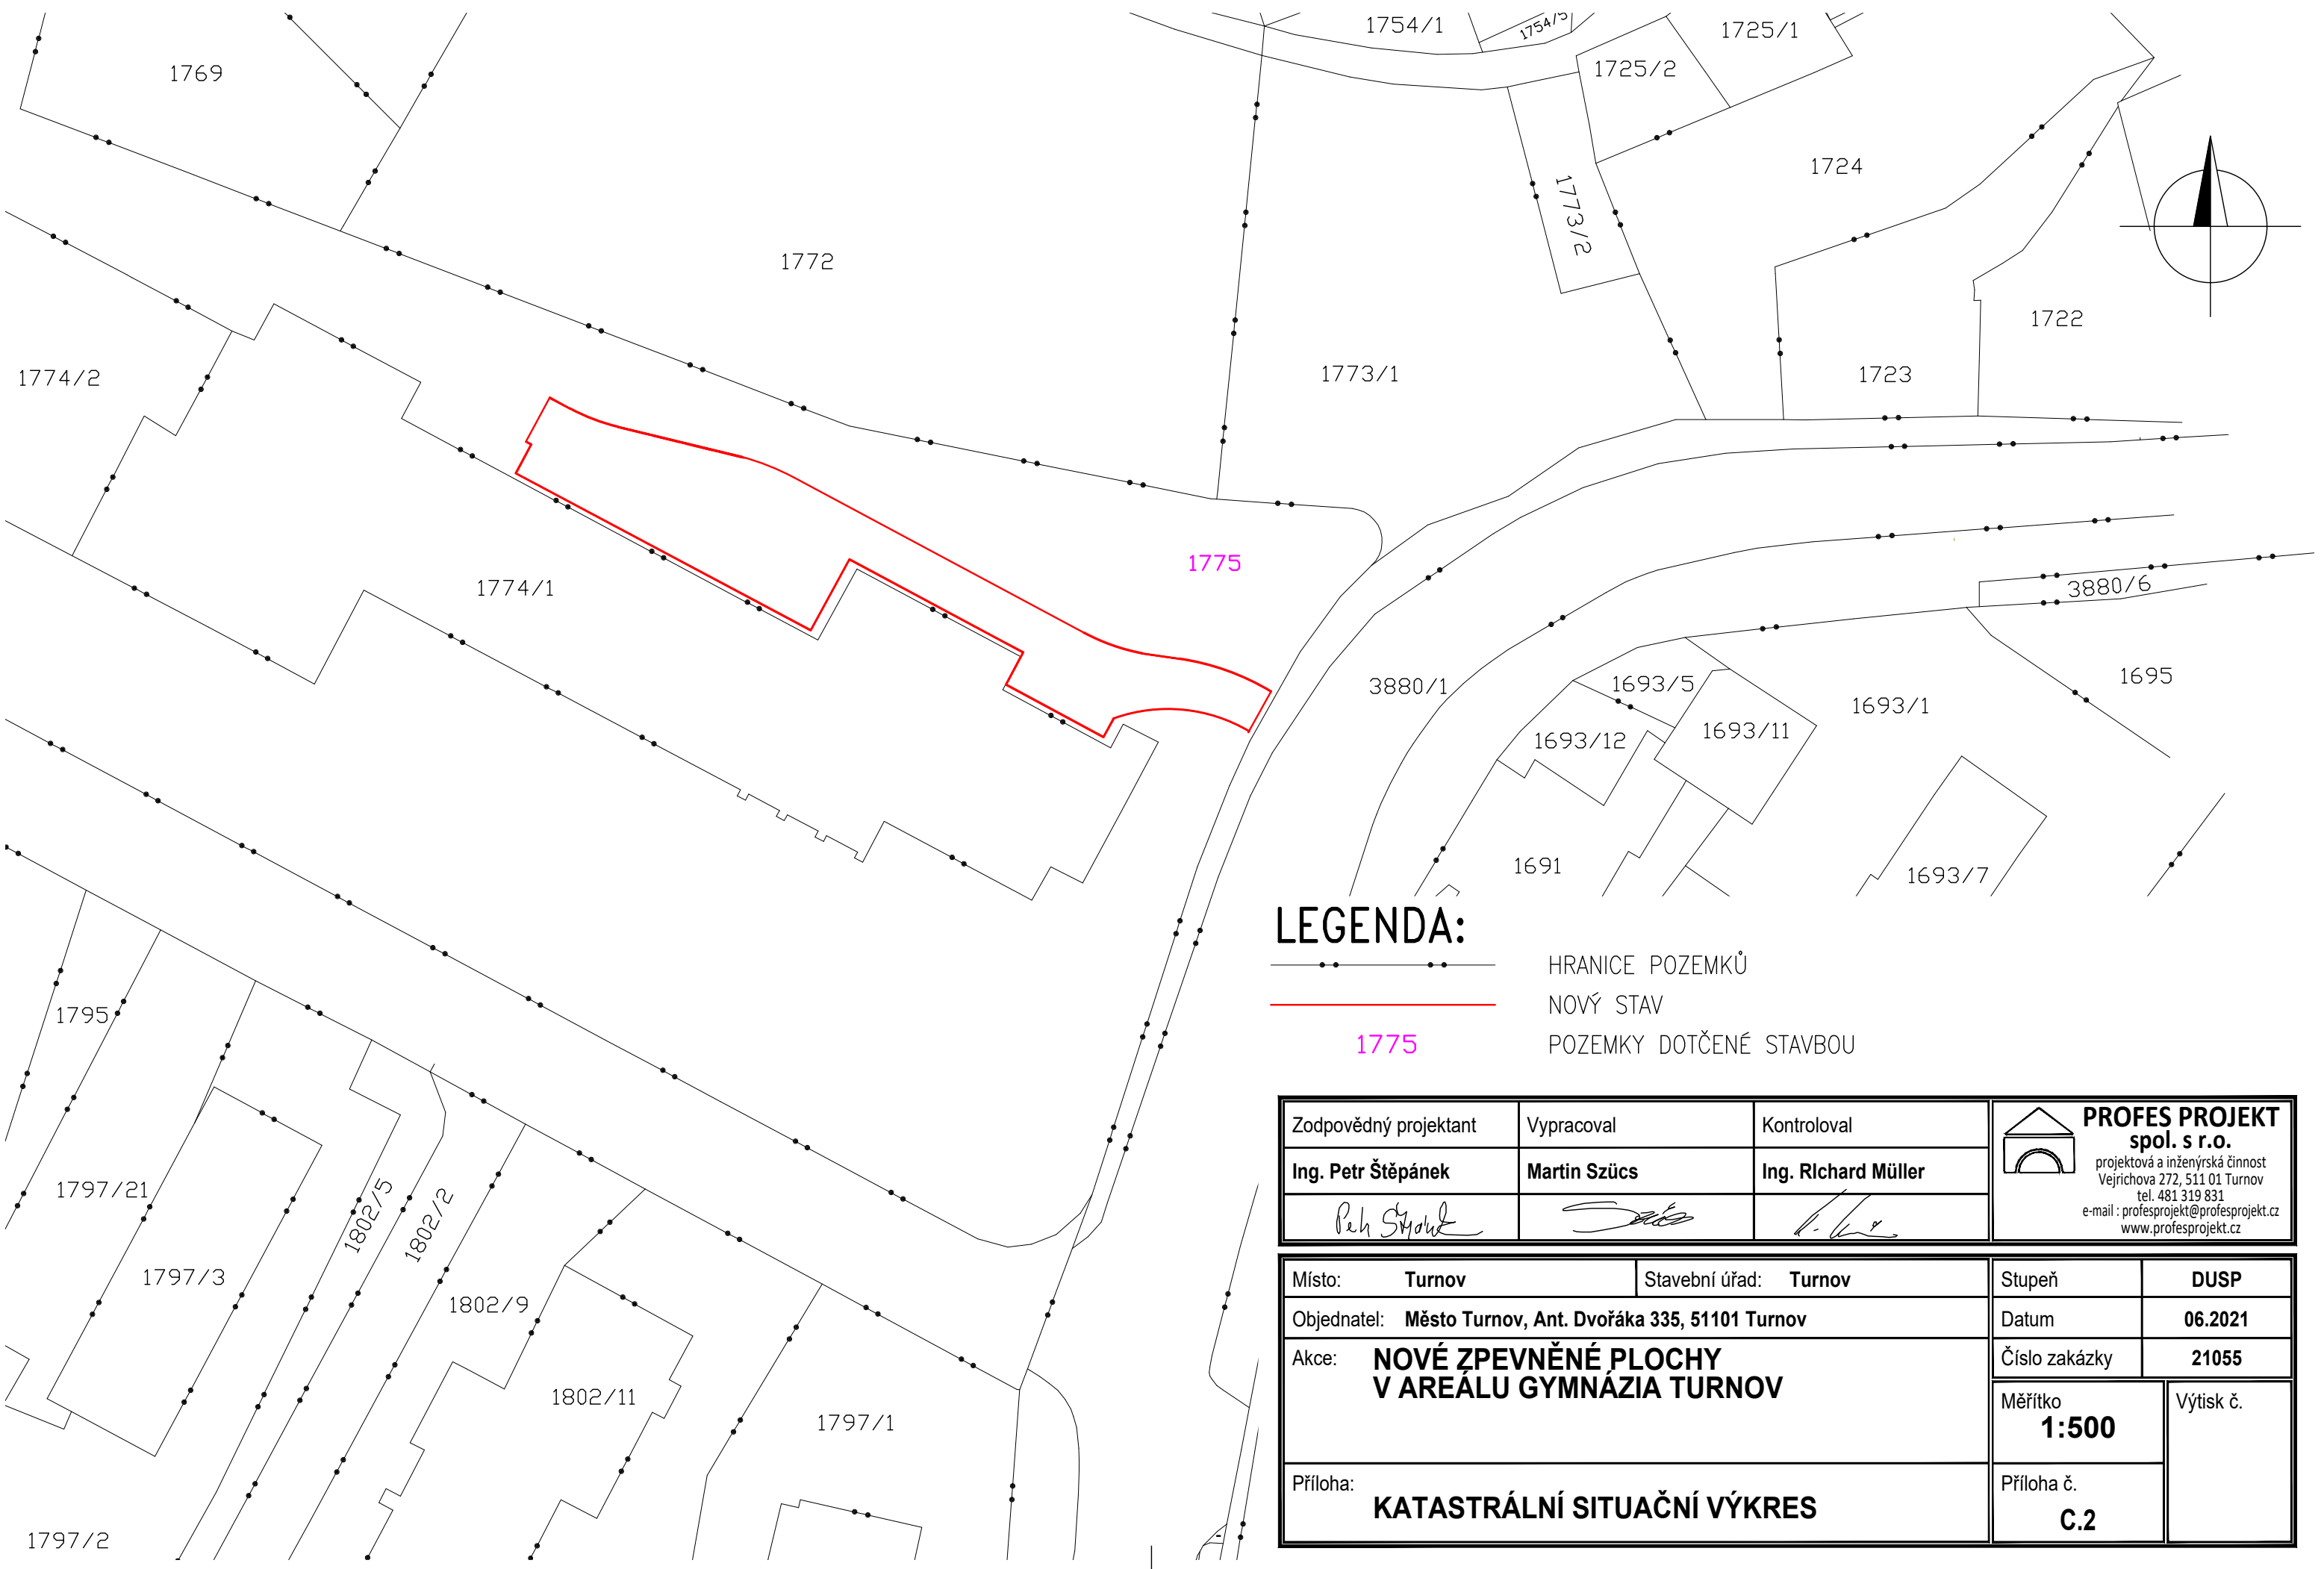 1754/1
1754/5
1725/1
1769
1725/2
1724
1773/2
1772
1722
1774/2
1773/1
1723
1775
1774/1
3880/6
1695
3880/1
1693/5
1693/1
1693/11
1693/12
1691
1693/7
LEGENDA:
HRANICE POZEMKŮ
NOVÝ STAV
1775 POZEMKY DOTČENÉ STAVBOU
1795
1797/21
1802/5
1802/2
1797/3
1802/9
1802/11
1797/1
1797/2
Zodpovědný projektant Vypracoval Kontroloval
Ing. Petr Štěpánek Martin Szücs Ing. RIchard Müller
PROFES PROJEKT
spol. s r.o.
projektová a inženýrská činnost
Vejrichova 272, 511 01 Turnov
tel. 481 319 831
e-mail : profesprojekt@profesprojekt.cz
www.profesprojekt.cz
Místo: Turnov Stavební úřad: Turnov
Stupeň DUSP
Objednatel: Město Turnov, Ant. Dvořáka 335, 51101 Turnov
Datum 06.2021
Akce: NOVÉ ZPEVNĚNÉ PLOCHY
V AREÁLU GYMNÁZIA TURNOV
Číslo zakázky 21055
Měřítko
1:500
Výtisk č.
Příloha:
KATASTRÁLNÍ SITUAČNÍ VÝKRES
Příloha č.
C.2